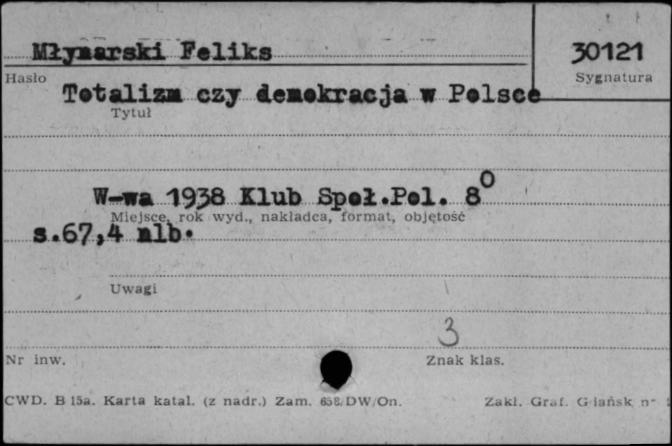 Młynarski Feliks 30121
Hasło Sygnatura
Totalizm czy demokracja w Polsce
Tytuł
W-wa 1938 Klub Społ.Pol. 8⁰
Miejsce, rok wyd., nakładca, format, objętość
s.67,4 nlb.
Uwagi
3
Nr inw. Znak klas.
CWD. B 15a. Karta katal. (z nadr.) Zam. 658/DW/On. Zakł. Graf. Gdańsk n-